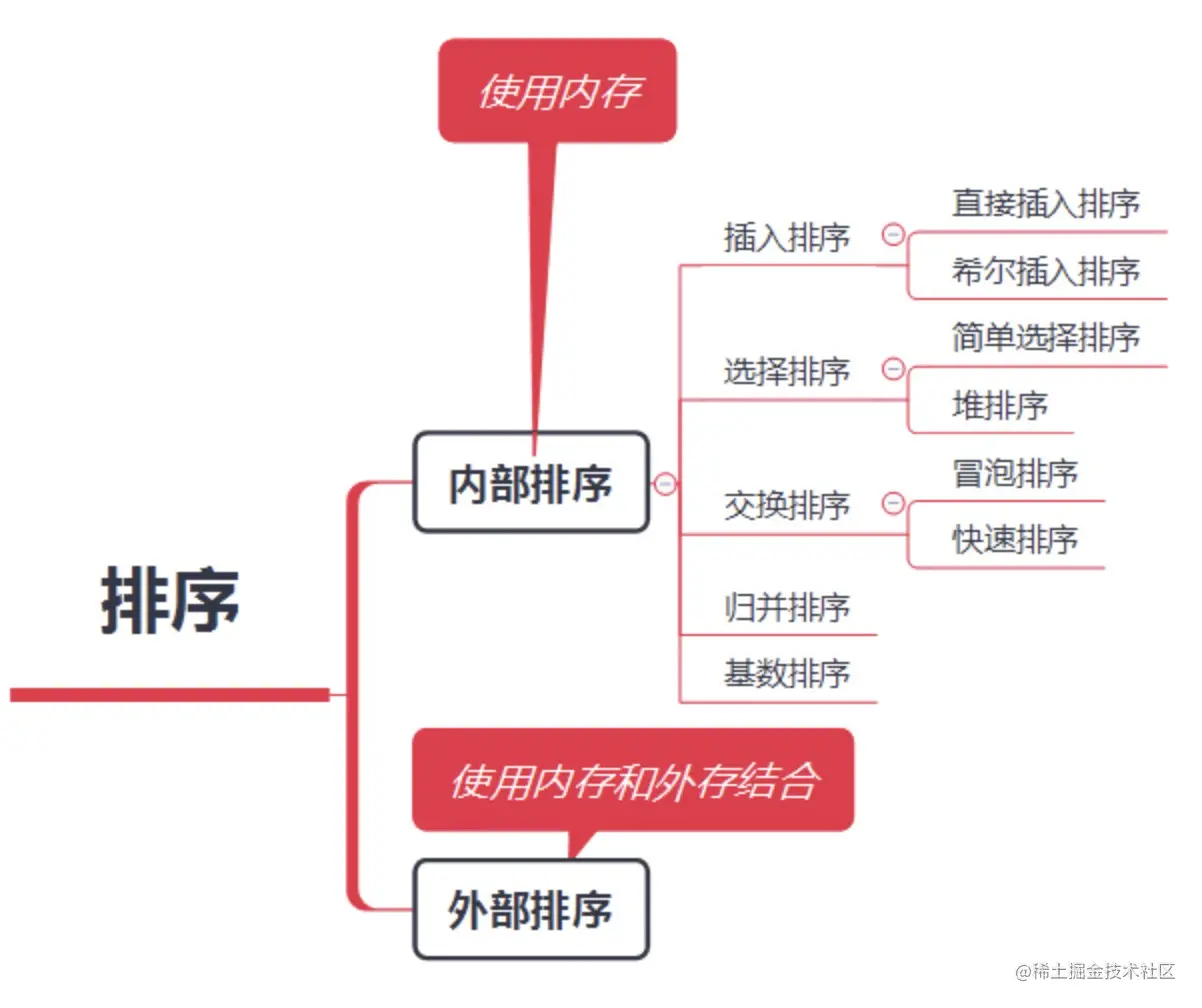 使用内存
插入排序
直接插入排序
希尔插入排序
选择排序
简单选择排序
堆排序
内部排序
交换排序
冒泡排序
快速排序
排序
归并排序
基数排序
使用内存和外存结合
外部排序
@稀土掘金技术社区